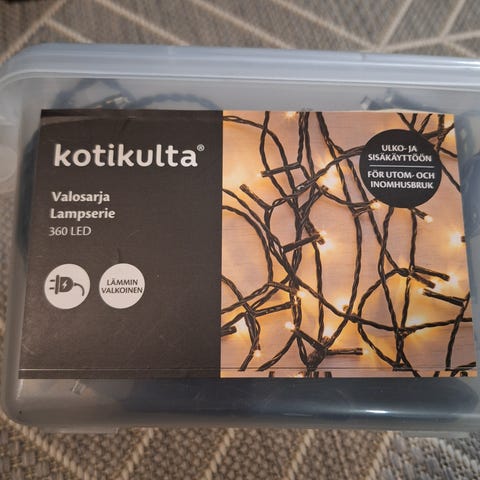 kotikulta®
Valosarja
Lampserie
360 LED
LÄMMIN
VALKOINEN
ULKO- JA
SISÄKÄYTTÖÖN
FÖR UTOM- OCH
INOMHUSBRUK